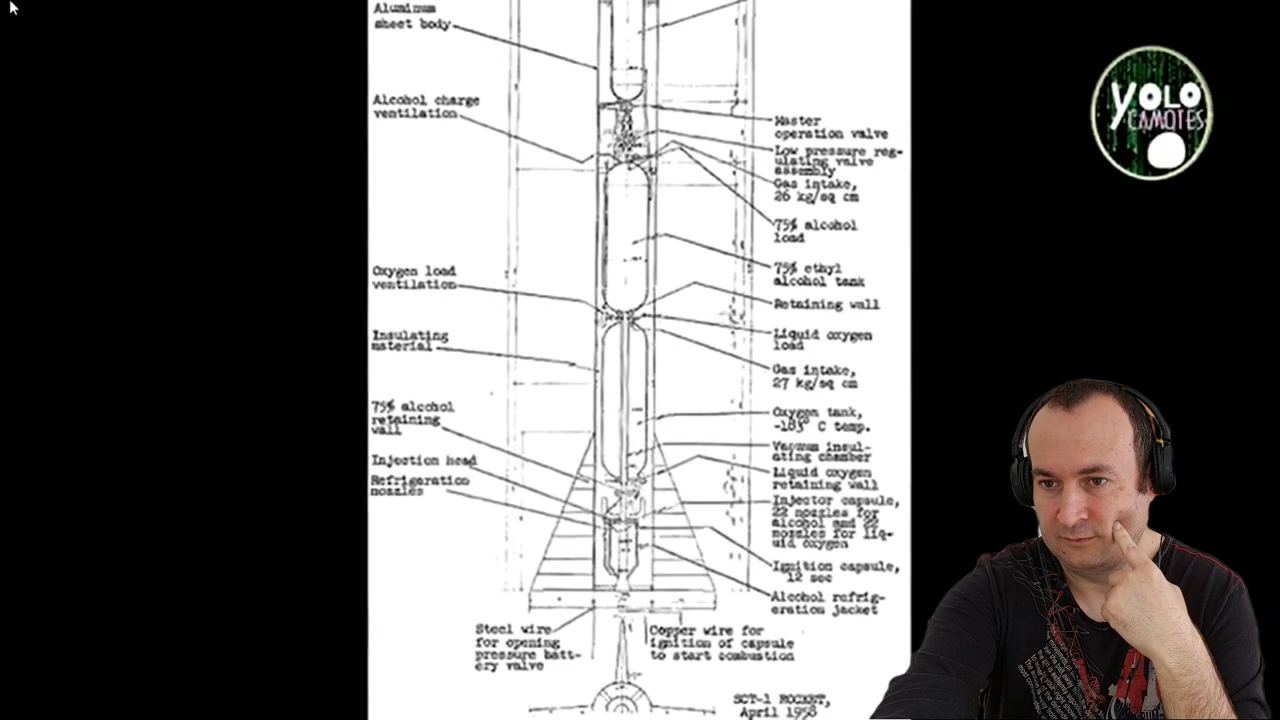 Aluminum
sheet body
Alcohol charge
ventilation
Oxygen load
ventilation
Insulating
material
75% alcohol
retaining
wall
Injection head
Refrigeration
nozzles
Steel wire
for opening
pressure batt-
ery valve
Master
operation valve
Low pressure reg-
ulating valve
assembly
Gas intake,
26 kg/sq cm
75% alcohol
load
75% ethyl
alcohol tank
Retaining wall
Liquid oxygen
load
Gas intake,
27 kg/sq cm
Oxygen tank,
-183° C temp.
Vacuum insul-
ating chamber
Liquid oxygen
retaining wall
Injector capsule,
22 nozzles for
alcohol and 22
nozzles for liq-
uid oxygen
Ignition capsule,
12 sec
Alcohol refrig-
eration jacket
Copper wire for
ignition of capsule
to start combustion
SCT-1 ROCKET,
April 1958
yOLO
CAMOTES